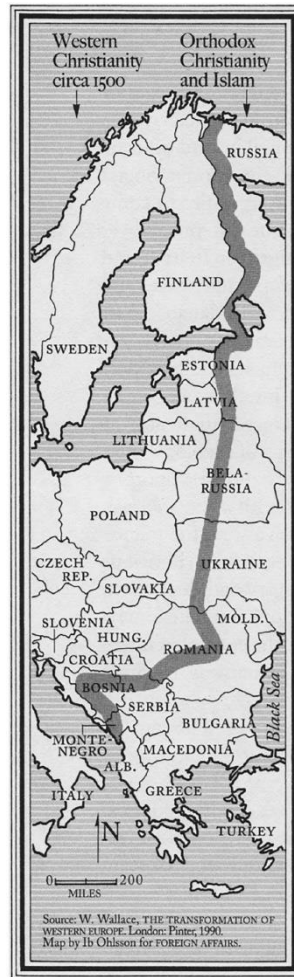 Western
Christianity
circa 1500
Orthodox
Christianity
and Islam
RUSSIA
FINLAND
SWEDEN
ESTONIA
LATVIA
LITHUANIA
BELA-
RUSSIA
POLAND
UKRAINE
CZECH
REP.
SLOVAKIA
MOLD.
SLOVENIA
HUNG.
ROMANIA
CROATIA
BOSNIA
SERBIA
Black Sea
BULGARIA
MONTE-
NEGRO
MACEDONIA
ALB.
ITALY
GREECE
TURKEY
N
0 200
MILES
Source: W. Wallace, THE TRANSFORMATION OF
WESTERN EUROPE. London: Pinter, 1990.
Map by Ib Ohlsson for FOREIGN AFFAIRS.